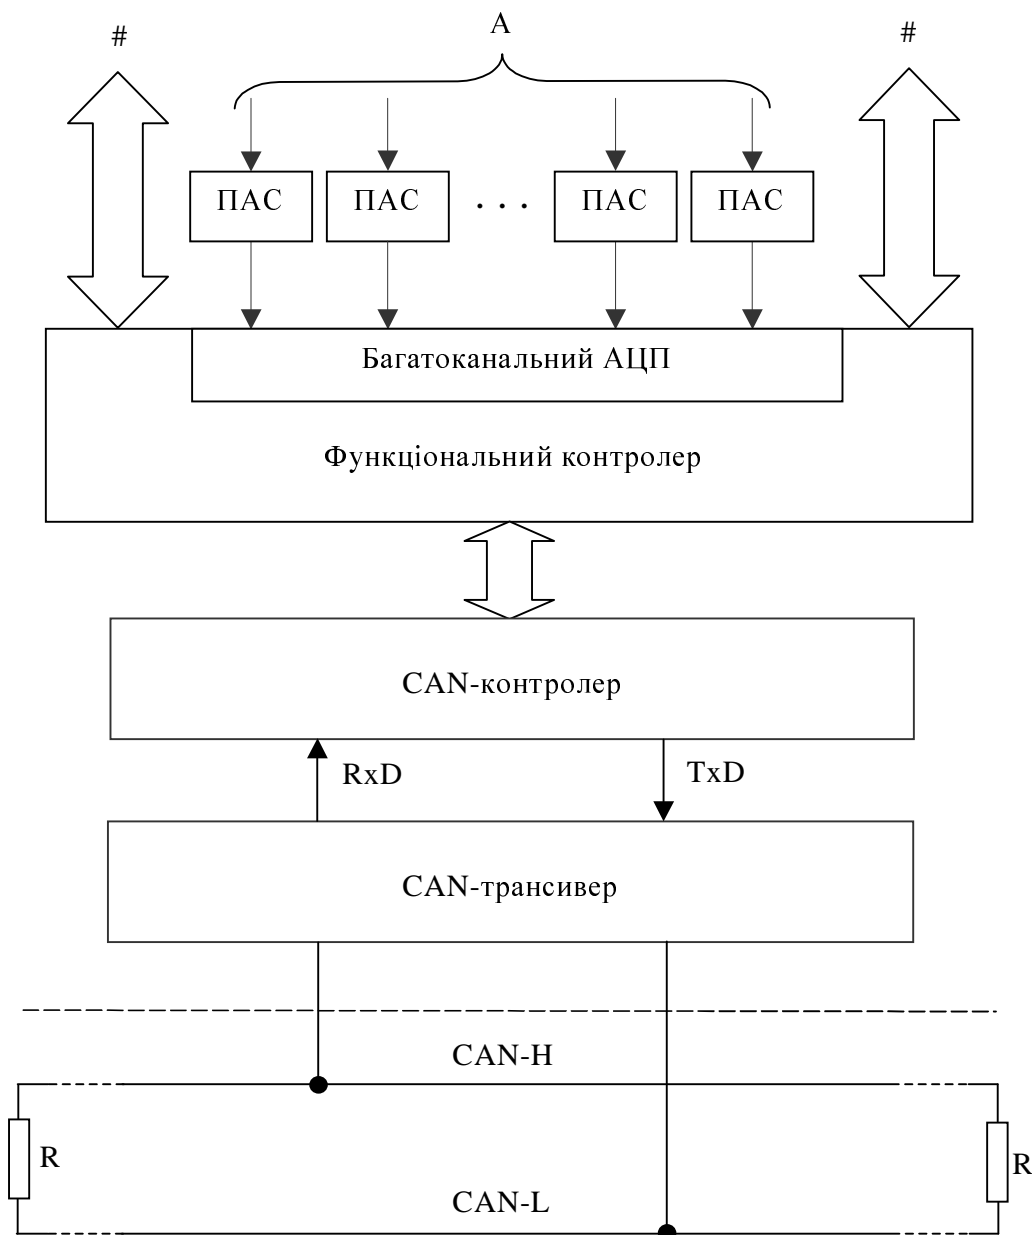 #
А
#
ПАС
ПАС
. . .
ПАС
ПАС
Багатоканальний АЦП
Функціональний контролер
CAN-контролер
RxD
TxD
CAN-трансивер
CAN-H
R
R
CAN-L